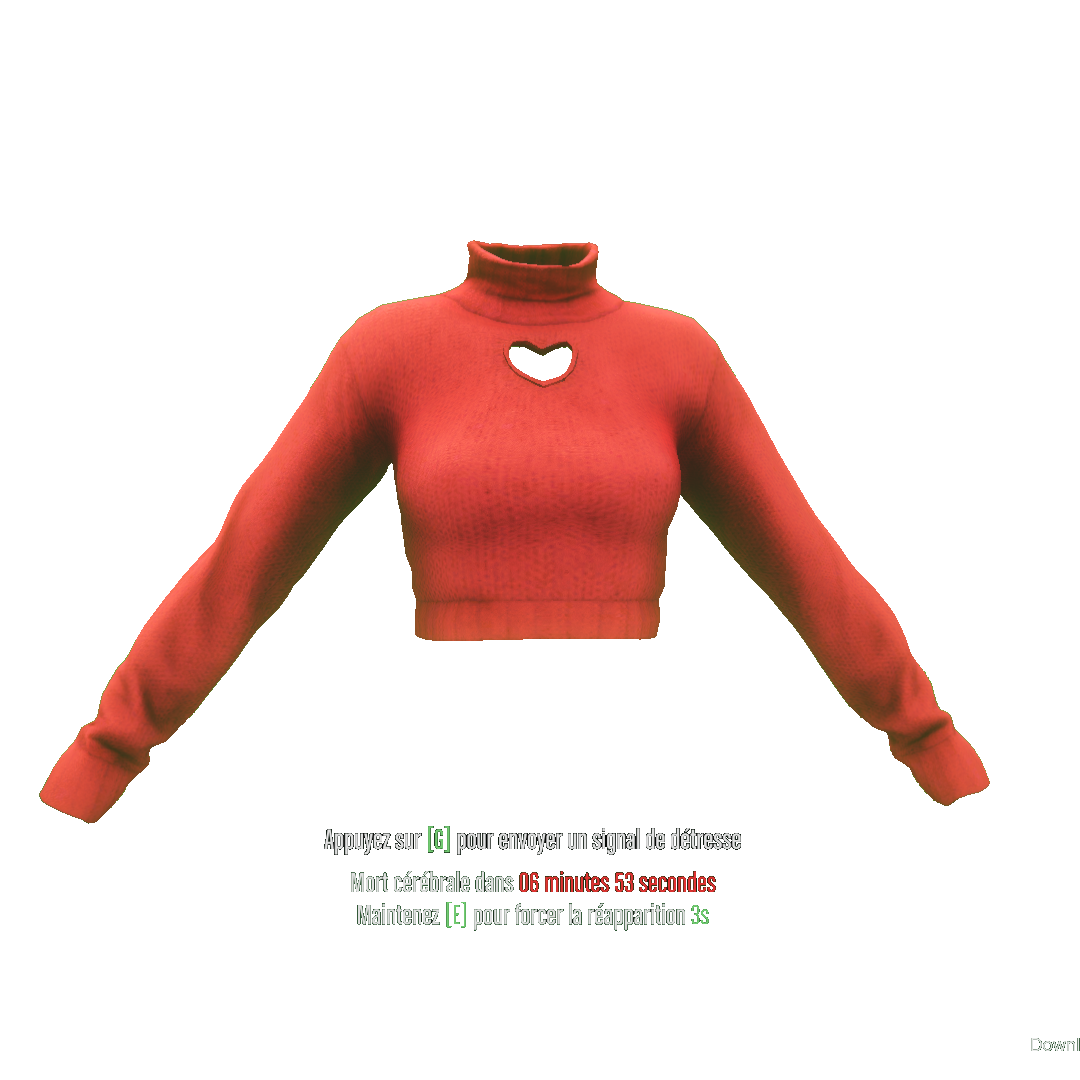 Appuyez sur [G] pour envoyer un signal de détresse
Mort cérébrale dans 06 minutes 53 secondes
Maintenez [E] pour forcer la réapparition 3s
Downl